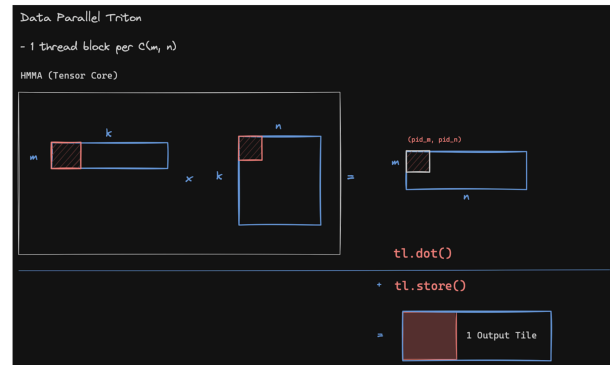 Data Parallel Triton
- 1 thread block per C(m, n)
HMMA (Tensor Core)
k
n
(pid_m, pid_n)
m
x
k
=
m
n
tl.dot()
+ tl.store()
= 1 Output Tile